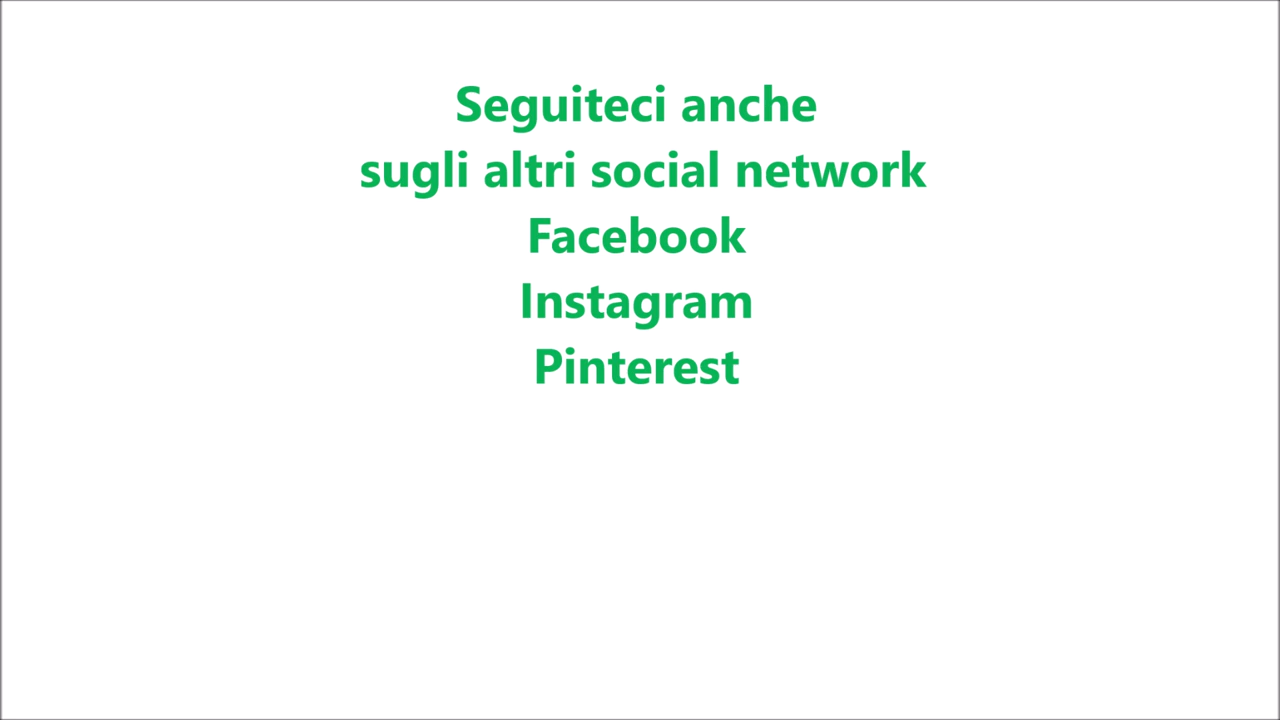 Seguiteci anche
sugli altri social network
Facebook
Instagram
Pinterest